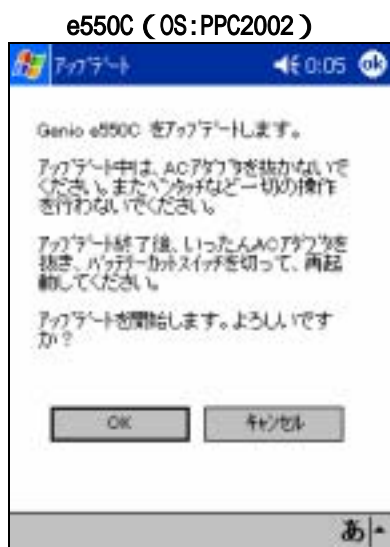 e550C（OS:PPC2002）
ｱｯﾌﾟﾃﾞｰﾄ 0:05 ok
Genio e550C をｱｯﾌﾟﾃﾞｰﾄします。
ｱｯﾌﾟﾃﾞｰﾄ中は、ACｱﾀﾞﾌﾟﾀを抜かないで
ください。またﾍﾟﾝﾀｯﾁなど一切の操作
を行わないでください。
ｱｯﾌﾟﾃﾞｰﾄ終了後、いったんACｱﾀﾞﾌﾟﾀを
抜き、ﾊﾞｯﾃﾘｰｶｯﾄｽｲｯﾁを切って、再起
動してください。
ｱｯﾌﾟﾃﾞｰﾄを開始します。よろしいです
か？
OK ｷｬﾝｾﾙ
あ